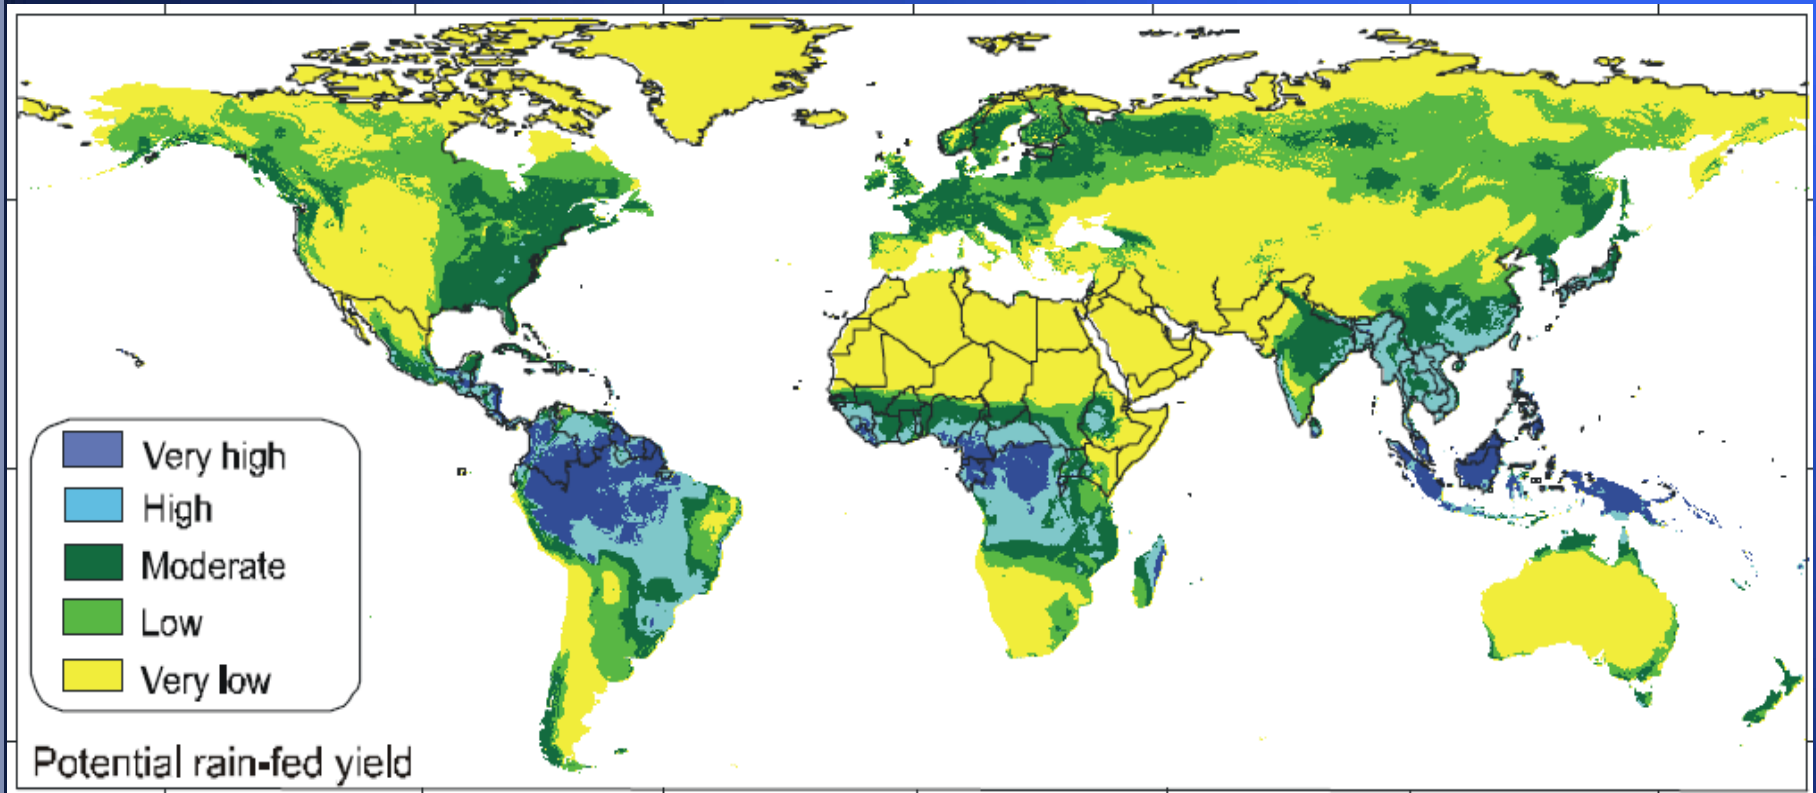 Very high
High
Moderate
Low
Very low
Potential rain-fed yield